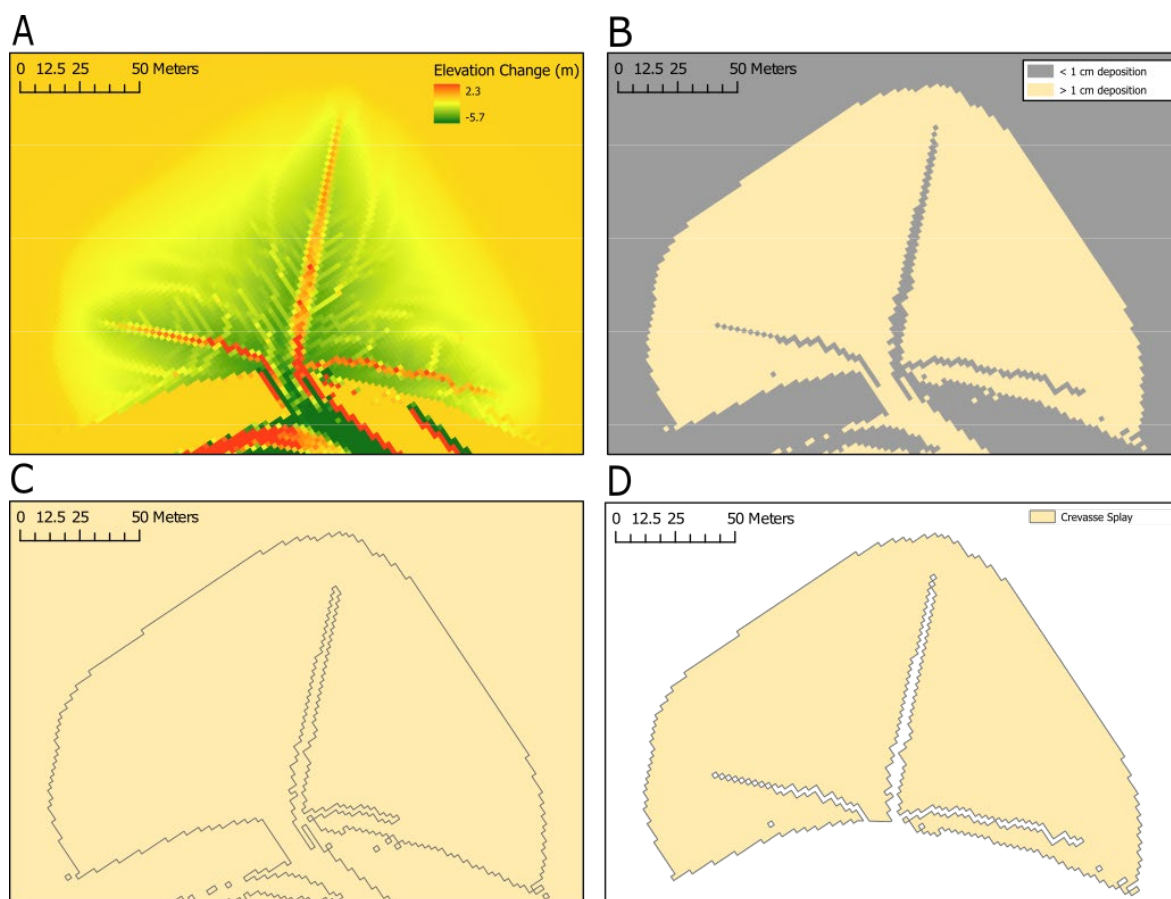 A
0 12.5 25 50 Meters
Elevation Change (m)
2.3
-5.7
B
0 12.5 25 50 Meters
< 1 cm deposition
> 1 cm deposition
C
0 12.5 25 50 Meters
D
0 12.5 25 50 Meters
Crevasse Splay